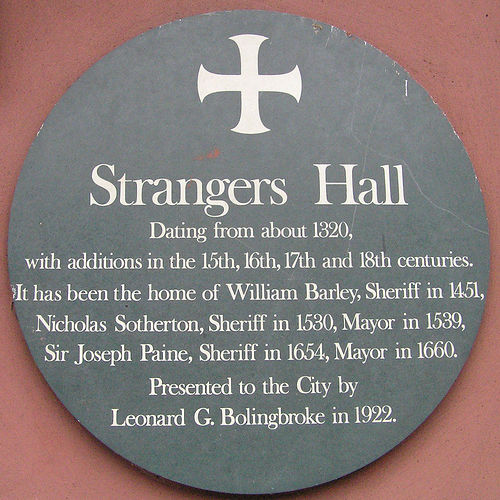 Strangers Hall
Dating from about 1320,
with additions in the 15th, 16th, 17th and 18th centuries.
It has been the home of William Barley, Sheriff in 1451,
Nicholas Sotherton, Sheriff in 1530, Mayor in 1539,
Sir Joseph Paine, Sheriff in 1654, Mayor in 1660.
Presented to the City by
Leonard G. Bolingbroke in 1922.